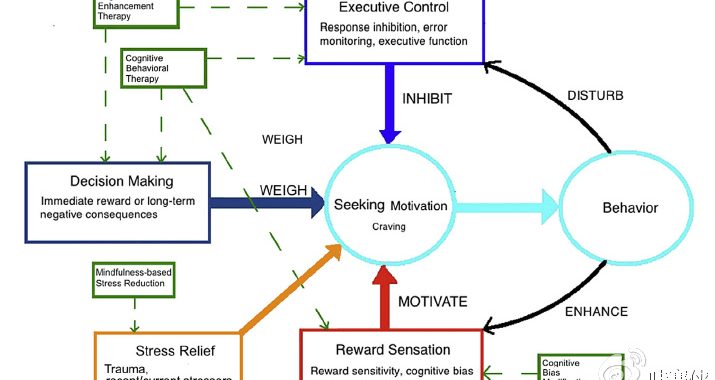 Enhancement
Therapy
Executive Control
Response inhibition, error
monitoring, executive function
Cognitive
Behavioral
Therapy
INHIBIT
DISTURB
WEIGH
Decision Making
Immediate reward or long-term
negative consequences
WEIGH
Seeking Motivation
Craving
Behavior
Mindfulness-based
Stress Reduction
MOTIVATE
ENHANCE
Stress Relief
Trauma,
Reward Sensation
Reward sensitivity, cognitive bias
Cognitive
Bias